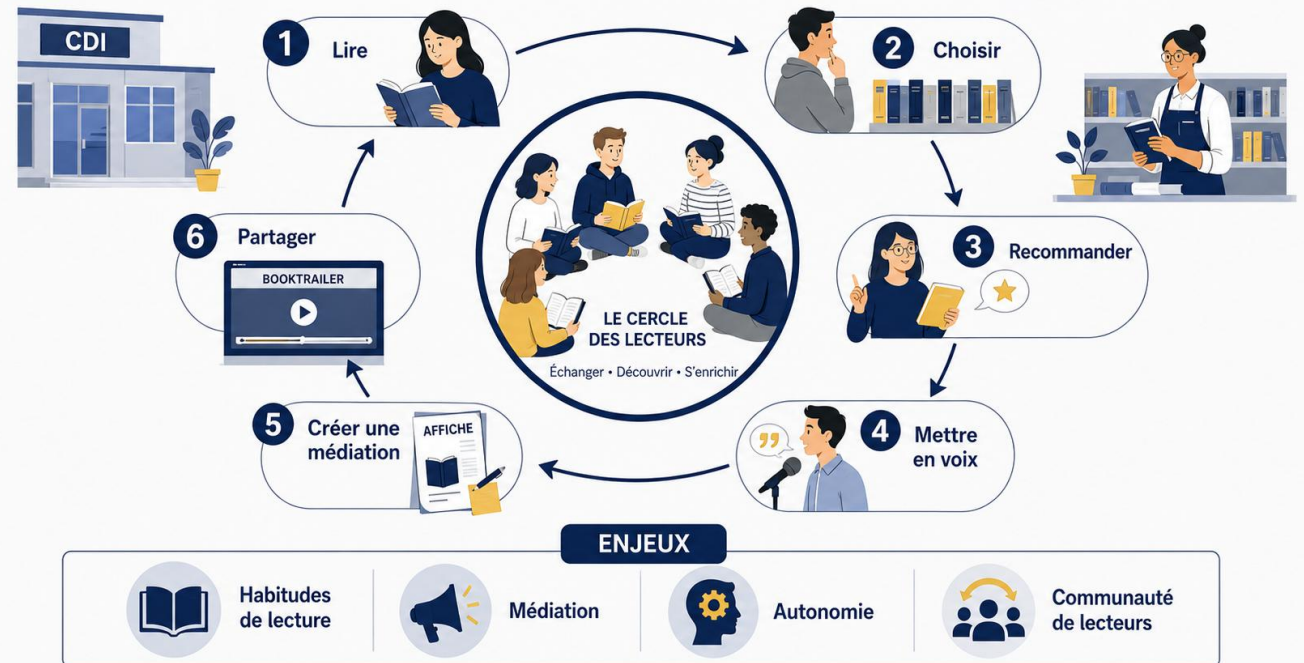 CDI
1
Lire
2
Choisir
3
Recommander
4
Mettre
en voix
5
Créer une
médiation
AFFICHE
6
Partager
BOOKTRAILER
LE CERCLE
DES LECTEURS
Échanger • Découvrir • S'enrichir
ENJEUX
Habitudes
de lecture
Médiation
Autonomie
Communauté
de lecteurs